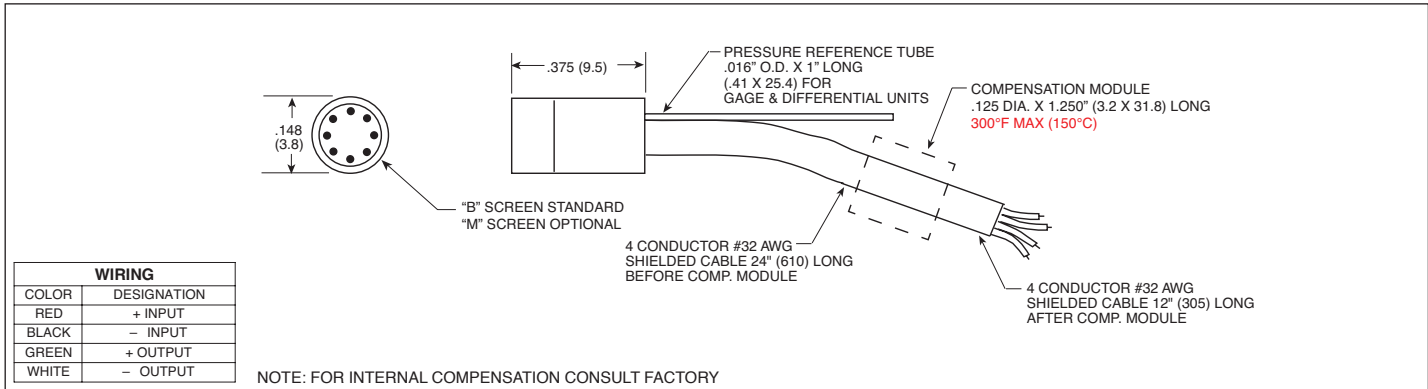 .375 (9.5)
PRESSURE REFERENCE TUBE
.016” O.D. X 1” LONG
(.41 X 25.4) FOR
GAGE & DIFFERENTIAL UNITS
COMPENSATION MODULE
.125 DIA. X 1.250” (3.2 X 31.8) LONG
300°F MAX (150°C)
.148
(3.8)
“B” SCREEN STANDARD
“M” SCREEN OPTIONAL
4 CONDUCTOR #32 AWG
SHIELDED CABLE 24" (610) LONG
BEFORE COMP. MODULE
4 CONDUCTOR #32 AWG
SHIELDED CABLE 12" (305) LONG
AFTER COMP. MODULE
WIRING
COLOR DESIGNATION
RED + INPUT
BLACK – INPUT
GREEN + OUTPUT
WHITE – OUTPUT
NOTE: FOR INTERNAL COMPENSATION CONSULT FACTORY